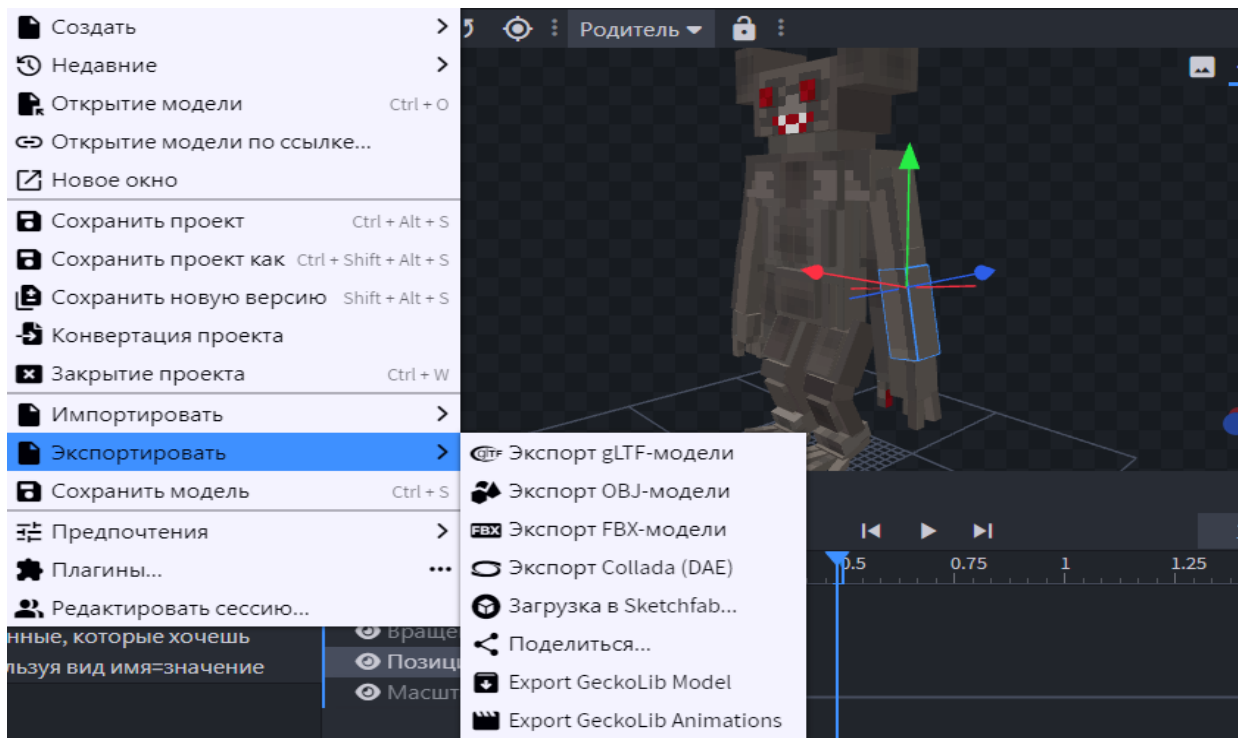 Создать
Родитель
Недавние
Открытие модели Ctrl + O
Открытие модели по ссылке...
Новое окно
Сохранить проект Ctrl + Alt + S
Сохранить проект как Ctrl + Shift + Alt + S
Сохранить новую версию Shift + Alt + S
Конвертация проекта
Закрытие проекта Ctrl + W
Импортировать
Экспортировать
Сохранить модель Ctrl + S
Предпочтения
Плагины...
Редактировать сессию...
gLTF Экспорт gLTF-модели
Экспорт OBJ-модели
FBX Экспорт FBX-модели
Экспорт Collada (DAE)
Загрузка в Sketchfab...
Поделиться...
Export GeckoLib Model
Export GeckoLib Animations
0.5 0.75 1 1.25
нные, которые хочешь
льзуя вид имя=значение
Враще
Позиц
Масшт